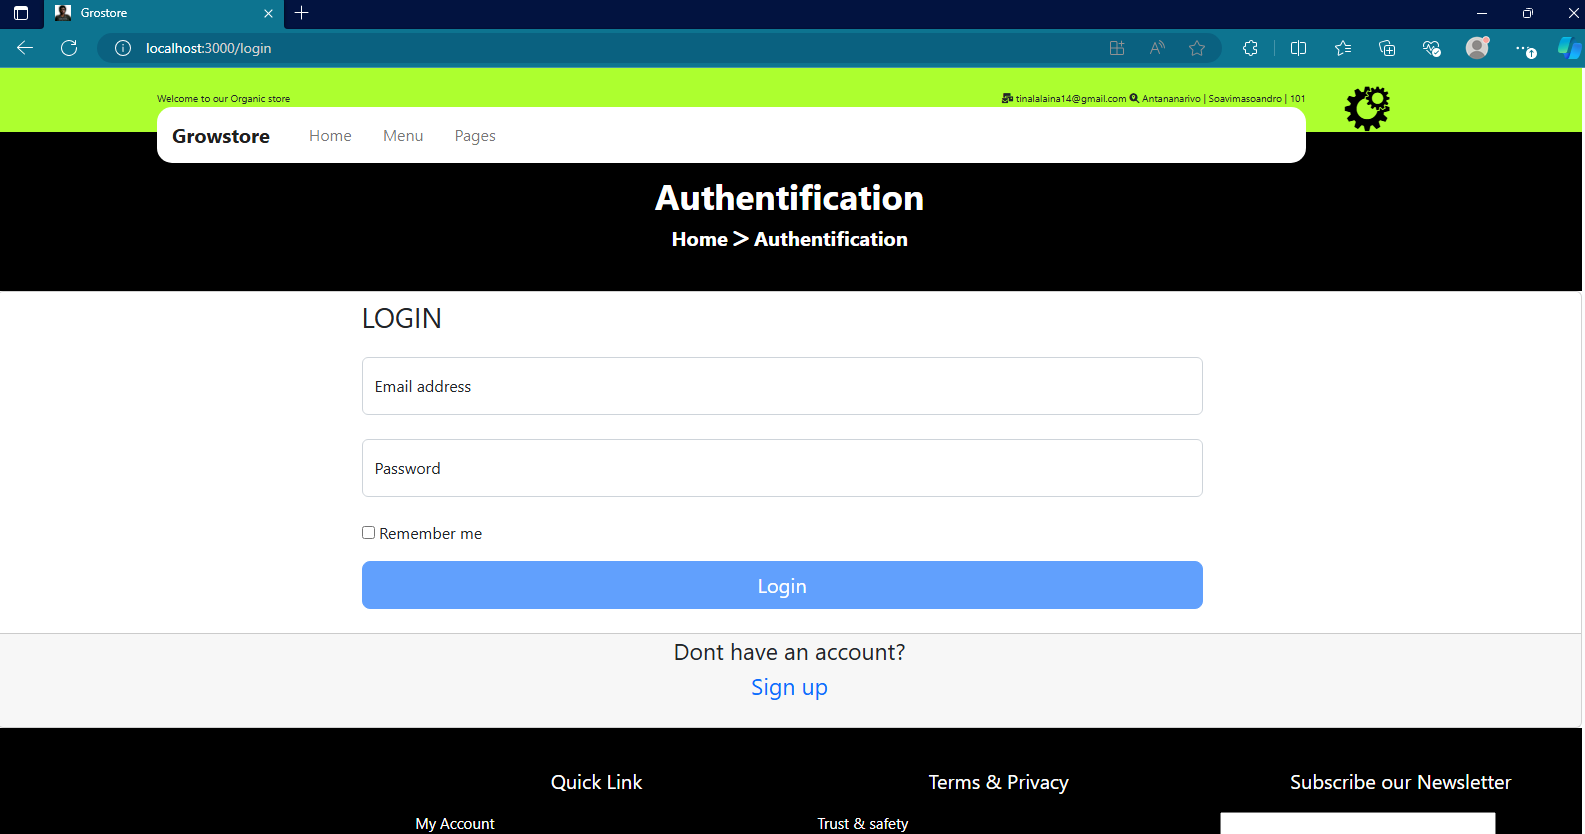 Grostore
localhost:3000/login
Welcome to our Organic store
tinalalaina14@gmail.com Antananarivo | Soavimasoandro | 101
Growstore Home Menu Pages
Authentification
Home > Authentification
LOGIN
Email address
Password
Remember me
Login
Dont have an account?
Sign up
Quick Link Terms & Privacy Subscribe our Newsletter
My Account Trust & safety